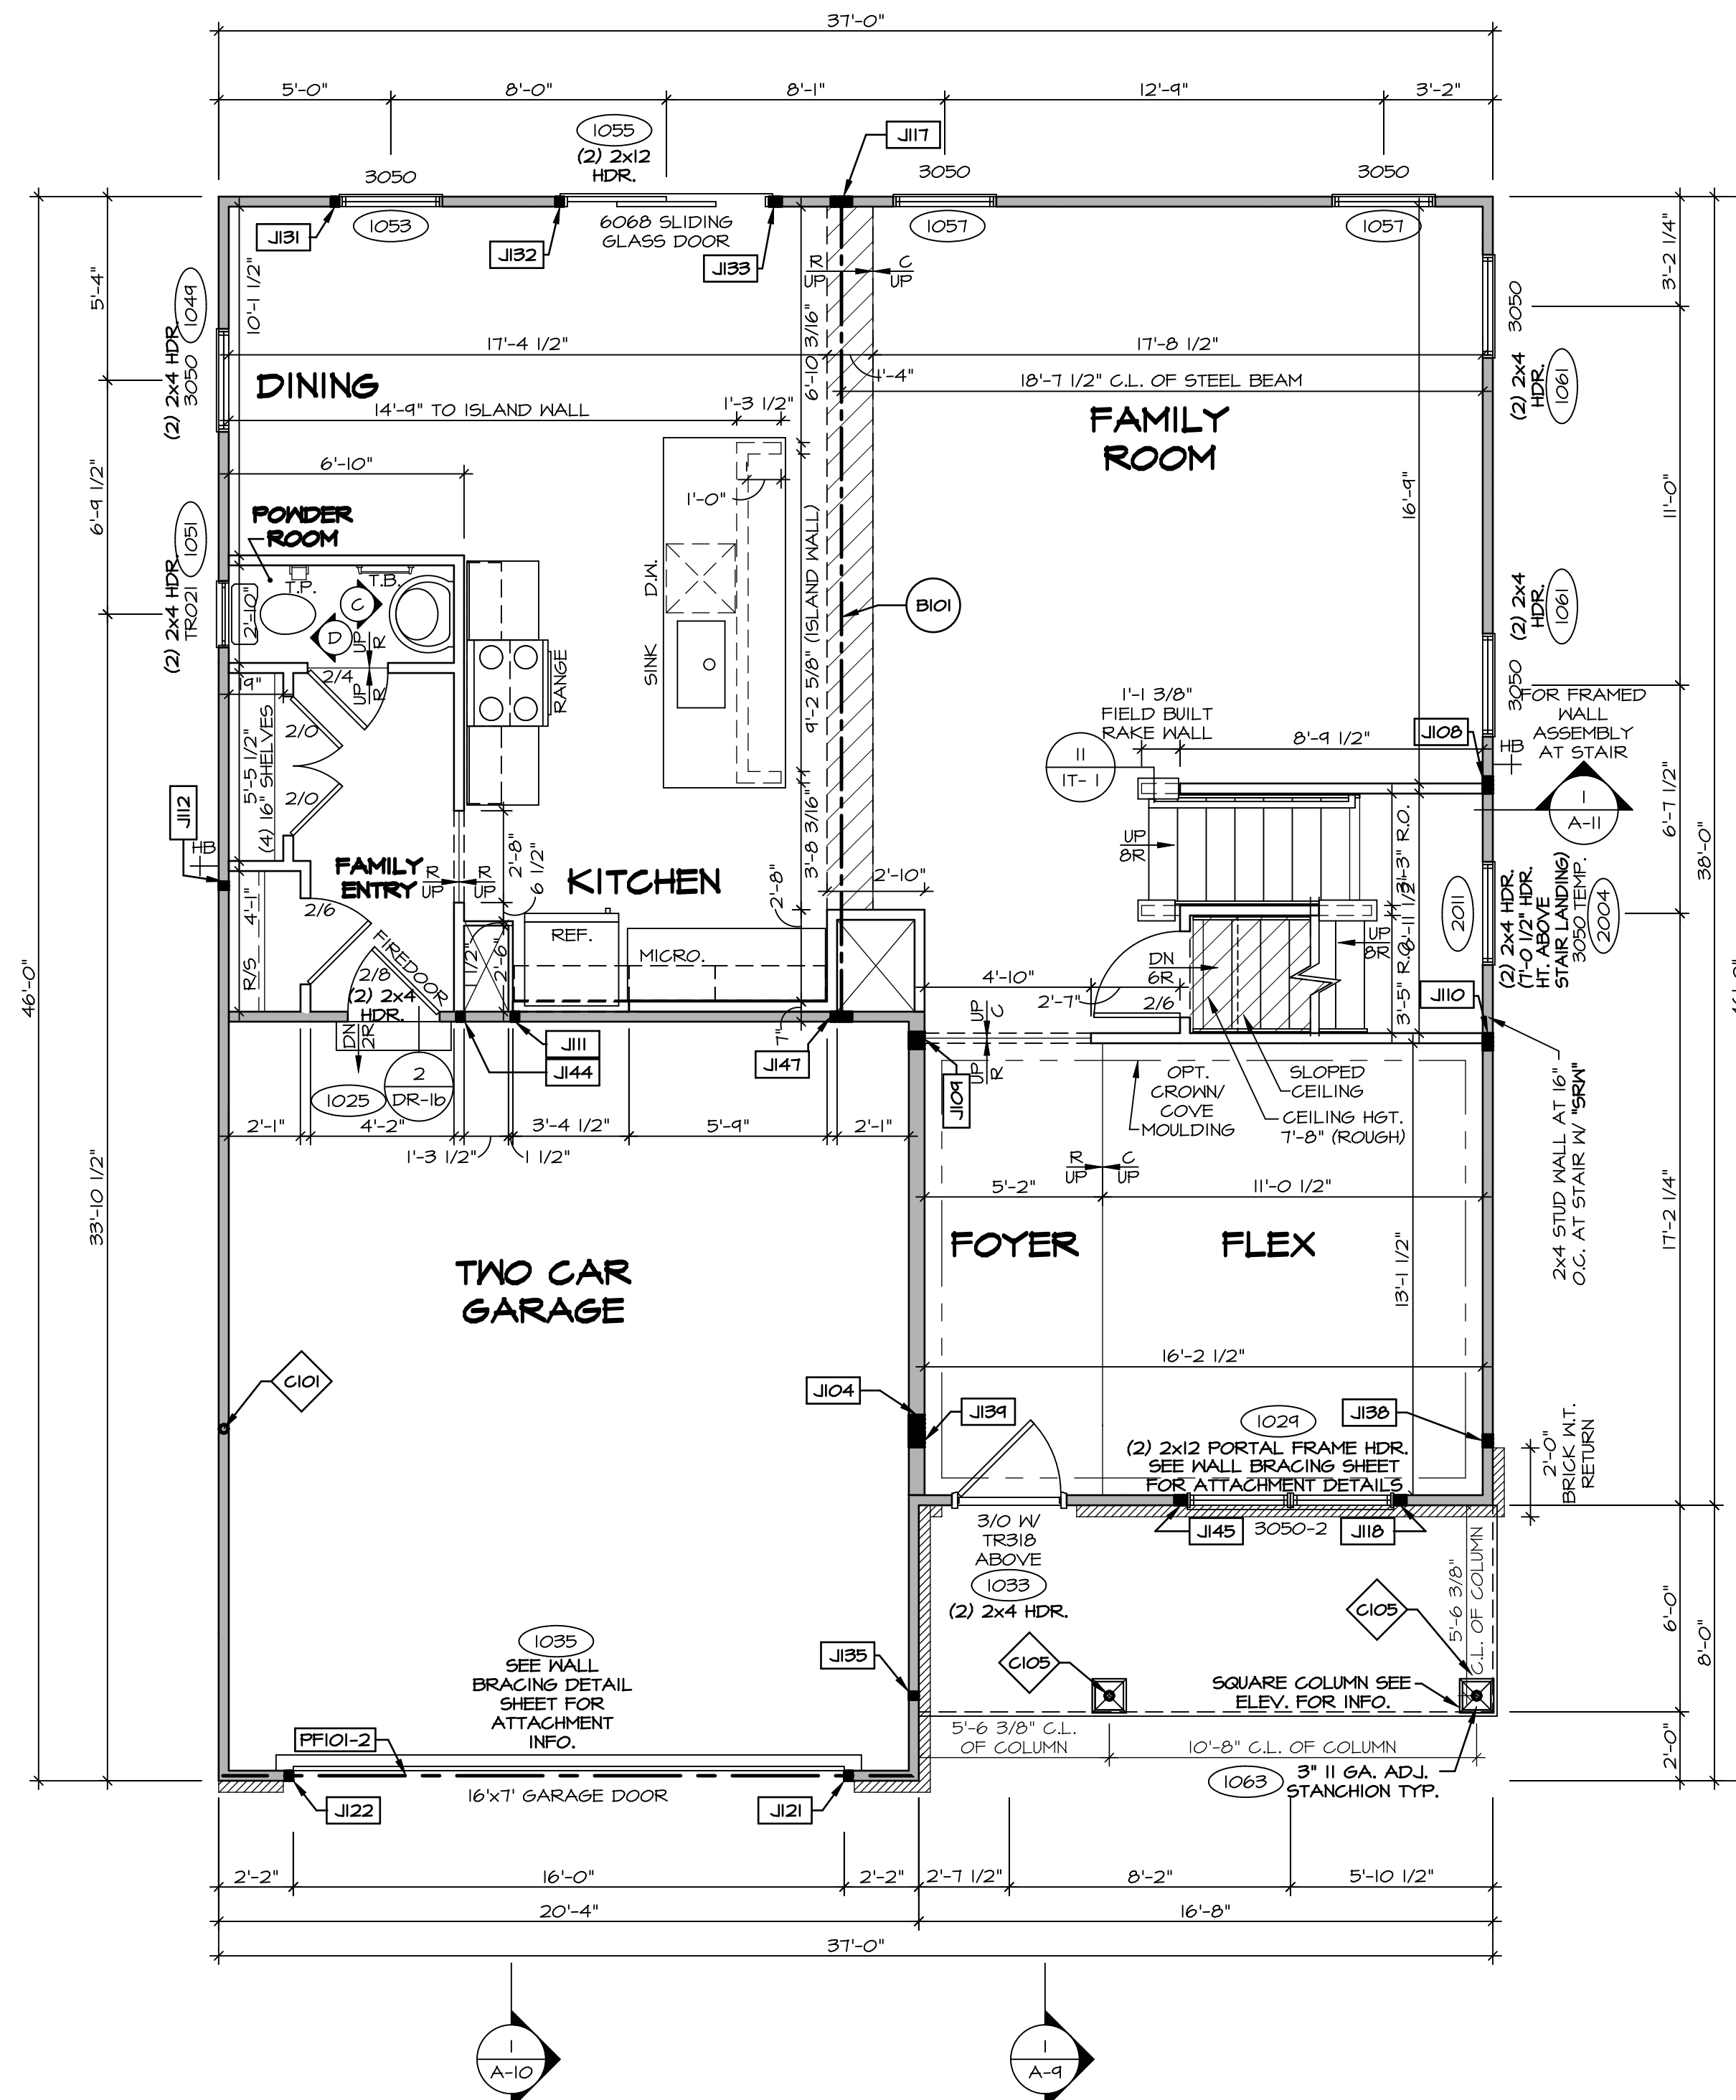 37'-0"
5'-0"
8'-0"
8'-1"
12'-9"
3'-2"
1055
(2) 2x12
HDR.
J117
3050
3050
3050
J131
1053
J132
6068 SLIDING
GLASS DOOR
J133
1057
1057
R
UP
C
UP
5'-4"
1049
(2) 2x4 HDR.
3050
10'-1 1/2"
17'-4 1/2"
6'-10 3/16"
17'-8 1/2"
1'-4"
18'-7 1/2" C.L. OF STEEL BEAM
DINING
14'-9" TO ISLAND WALL
1'-3 1/2"
FAMILY
ROOM
3'-2 1/4"
3050
(2) 2x4
HDR.
1061
6'-10"
1'-0"
16'-9"
11'-0"
6'-9 1/2"
1051
(2) 2x4 HDR.
TR021
POWDER
ROOM
T.P.
T.B.
C
D
2'-10"
UP
R
2/4
UP
R
D.W.
SINK
RANGE
9'-2 5/8" (ISLAND WALL)
B101
(2) 2x4
HDR.
1061
3050
19"
2/0
2/0
5'-5 1/2"
(4) 16" SHELVES
1'-1 3/8"
FIELD BUILT
RAKE WALL
8'-9 1/2"
J108
HB
FOR FRAMED
WALL
ASSEMBLY
AT STAIR
11
1T-1
1
A-11
6'-7 1/2"
38'-0"
J112
HB
FAMILY
ENTRY
R
UP
R
UP
2'-8"
6 1/2"
KITCHEN
3'-8 3/16"
2'-8"
2'-10"
UP
8R
3'-3" R.O.
6'-11 1/2"
3'-5" R.O.
2011
(2) 2x4 HDR.
(7'-0 1/2" HDR.
HT. ABOVE
STAIR LANDING)
3050 TEMP.
2004
4'-1"
R/S
2/6
FIREDOOR
2/8
(2) 2x4
HDR.
1 1/2"
2'-6"
REF.
MICRO.
4'-10"
2'-7"
DN
6R
2/6
UP
8R
J110
46'-0"
DN
2R
2
DR-1b
1025
J111
J144
7"
J147
UP
C
UP
R
J109
OPT.
CROWN/
COVE
MOULDING
SLOPED
CEILING
CEILING HGT.
7'-8" (ROUGH)
2x4 STUD WALL AT 16"
O.C. AT STAIR W/ "SRW"
2'-1"
4'-2"
1'-3 1/2"
1 1/2"
3'-4 1/2"
5'-9"
2'-1"
R
UP
C
UP
5'-2"
11'-0 1/2"
33'-10 1/2"
17'-2 1/4"
FOYER
FLEX
TWO CAR
GARAGE
13'-1 1/2"
16'-2 1/2"
C101
J104
J139
1029
J138
(2) 2x12 PORTAL FRAME HDR.
SEE WALL BRACING SHEET
FOR ATTACHMENT DETAILS
2'-0"
BRICK W.T.
RETURN
3/0 W/
TR318
ABOVE
1033
(2) 2x4 HDR.
J145
3050-2
J118
5'-6 3/8"
C.L. OF COLUMN
C105
C105
6'-0"
8'-0"
1035
SEE WALL
BRACING DETAIL
SHEET FOR
ATTACHMENT
INFO.
J135
SQUARE COLUMN SEE
ELEV. FOR INFO.
PF101-2
5'-6 3/8" C.L.
OF COLUMN
10'-8" C.L. OF COLUMN
2'-0"
1063
3" 11 GA. ADJ.
STANCHION TYP.
J122
16'x7' GARAGE DOOR
J121
2'-2"
16'-0"
2'-2"
2'-7 1/2"
8'-2"
5'-10 1/2"
20'-4"
16'-8"
37'-0"
1
A-10
1
A-9